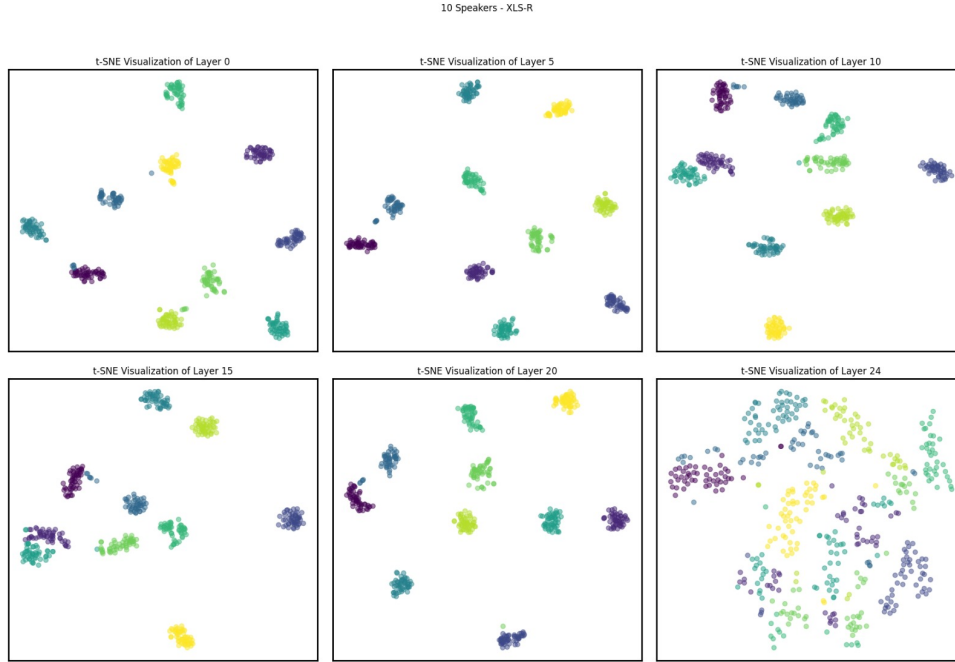 10 Speakers - XLS-R
t-SNE Visualization of Layer 0
t-SNE Visualization of Layer 5
t-SNE Visualization of Layer 10
t-SNE Visualization of Layer 15
t-SNE Visualization of Layer 20
t-SNE Visualization of Layer 24